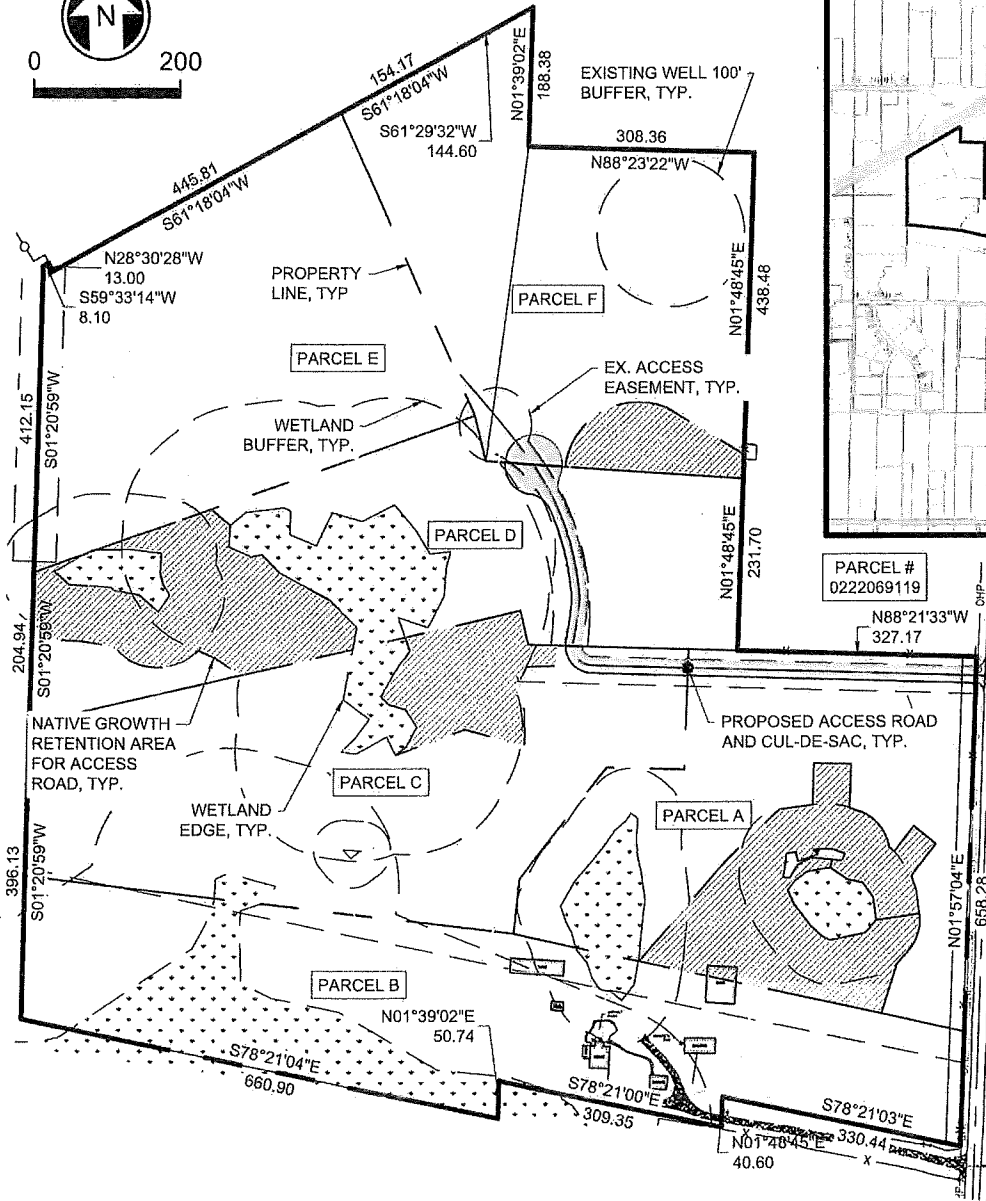 N
0 200
154.17
S61°18'04"W
S61°29'32"W
144.60
N01°39'02"E
188.38
EXISTING WELL 100'
BUFFER, TYP.
308.36
N88°23'22"W
445.81
S61°18'04"W
N28°30'28"W
13.00
S59°33'14"W
8.10
PROPERTY
LINE, TYP
PARCEL F
N01°48'45"E
438.48
PARCEL E
EX. ACCESS
EASEMENT, TYP.
412.15
S01°20'59"W
WETLAND
BUFFER, TYP.
PARCEL D
N01°48'45"E
231.70
PARCEL #
0222069119
OHP
N88°21'33"W
327.17
204.94
S01°20'59"W
NATIVE GROWTH
RETENTION AREA
FOR ACCESS
ROAD, TYP.
PROPOSED ACCESS ROAD
AND CUL-DE-SAC, TYP.
PARCEL C
WETLAND
EDGE, TYP.
PARCEL A
396.13
S01°20'59"W
N01°57'04"E
658.28
PARCEL B
N01°39'02"E
50.74
S78°21'04"E
660.90
S78°21'00"E
309.35
S78°21'03"E
330.44
N01°48'45"E
40.60
X
X